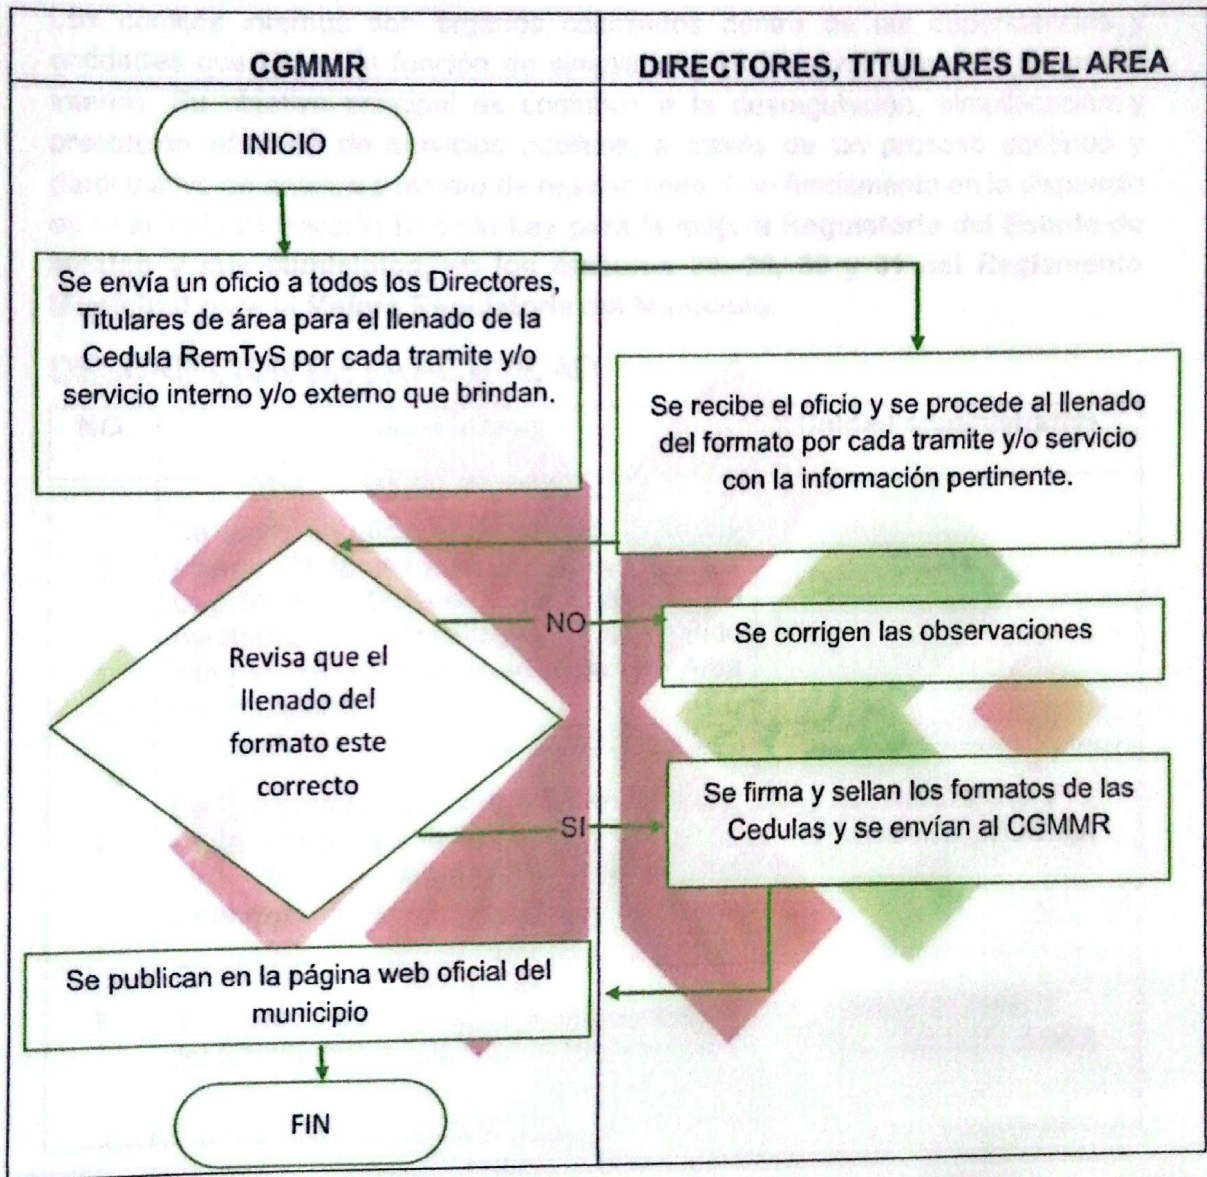 CGMMR
DIRECTORES, TITULARES DEL AREA
INICIO
Se envía un oficio a todos los Directores,
Titulares de área para el llenado de la
Cedula RemTyS por cada tramite y/o
servicio interno y/o externo que brindan.
Se recibe el oficio y se procede al llenado
del formato por cada tramite y/o servicio
con la información pertinente.
Revisa que el
llenado del
formato este
correcto
NO
Se corrigen las observaciones
SI
Se firma y sellan los formatos de las
Cedulas y se envían al CGMMR
Se publican en la página web oficial del
municipio
FIN